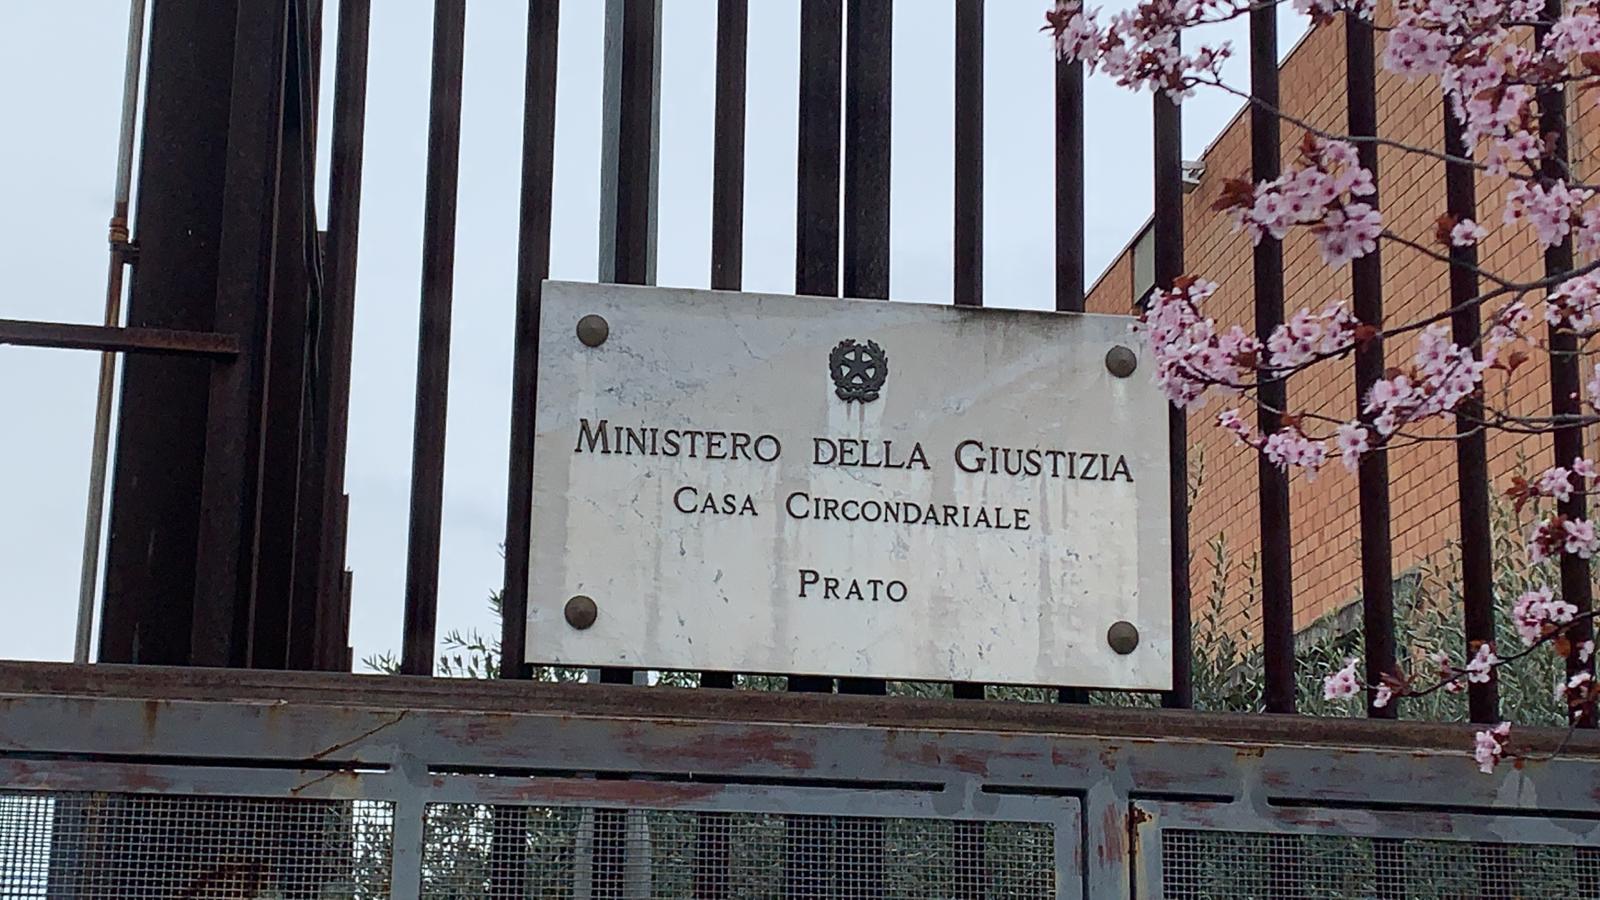 MINISTERO DELLA GIUSTIZIA
CASA CIRCONDARIALE
PRATO